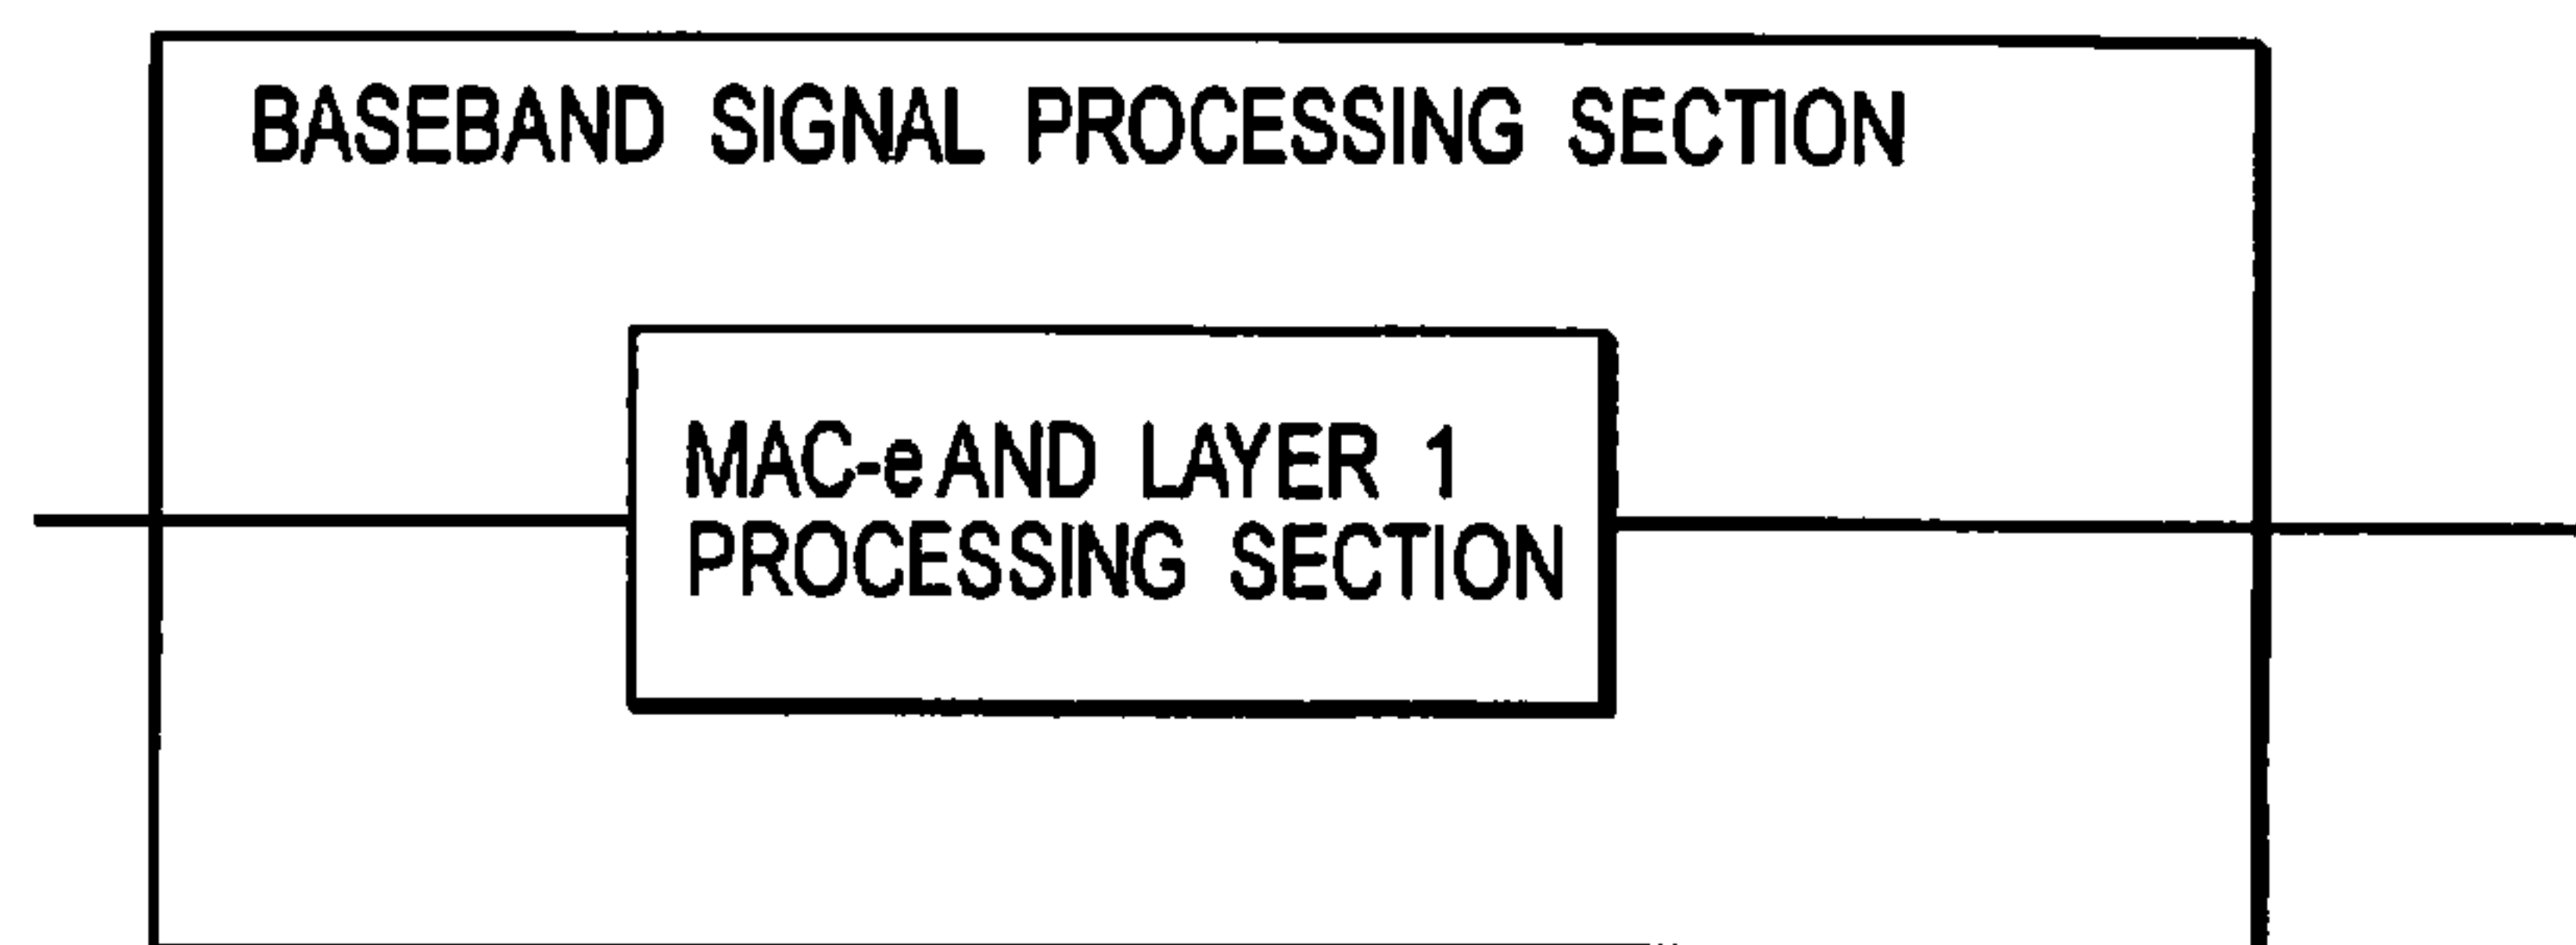 BASEBAND SIGNAL PROCESSING SECTION
MAC-e AND LAYER 1
PROCESSING SECTION